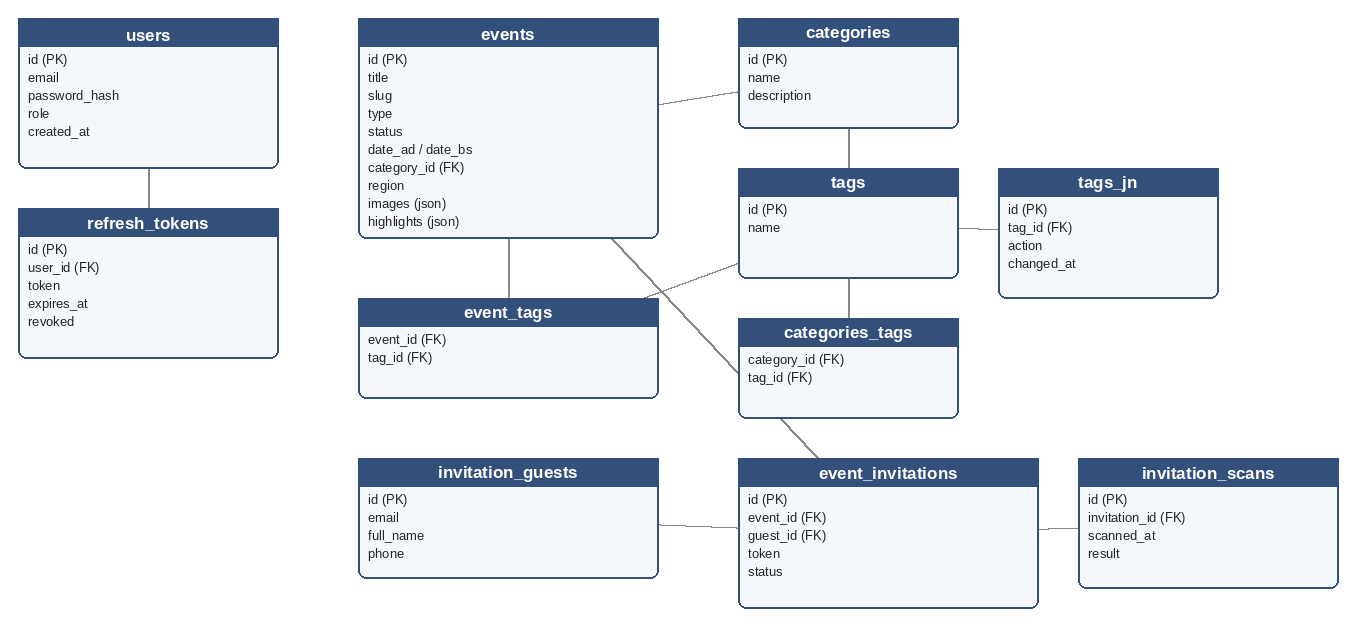 users
id (PK)
email
password_hash
role
created_at
refresh_tokens
id (PK)
user_id (FK)
token
expires_at
revoked
events
id (PK)
title
slug
type
status
date_ad / date_bs
category_id (FK)
region
images (json)
highlights (json)
categories
id (PK)
name
description
tags
id (PK)
name
tags_jn
id (PK)
tag_id (FK)
action
changed_at
event_tags
event_id (FK)
tag_id (FK)
categories_tags
category_id (FK)
tag_id (FK)
invitation_guests
id (PK)
email
full_name
phone
event_invitations
id (PK)
event_id (FK)
guest_id (FK)
token
status
invitation_scans
id (PK)
invitation_id (FK)
scanned_at
result